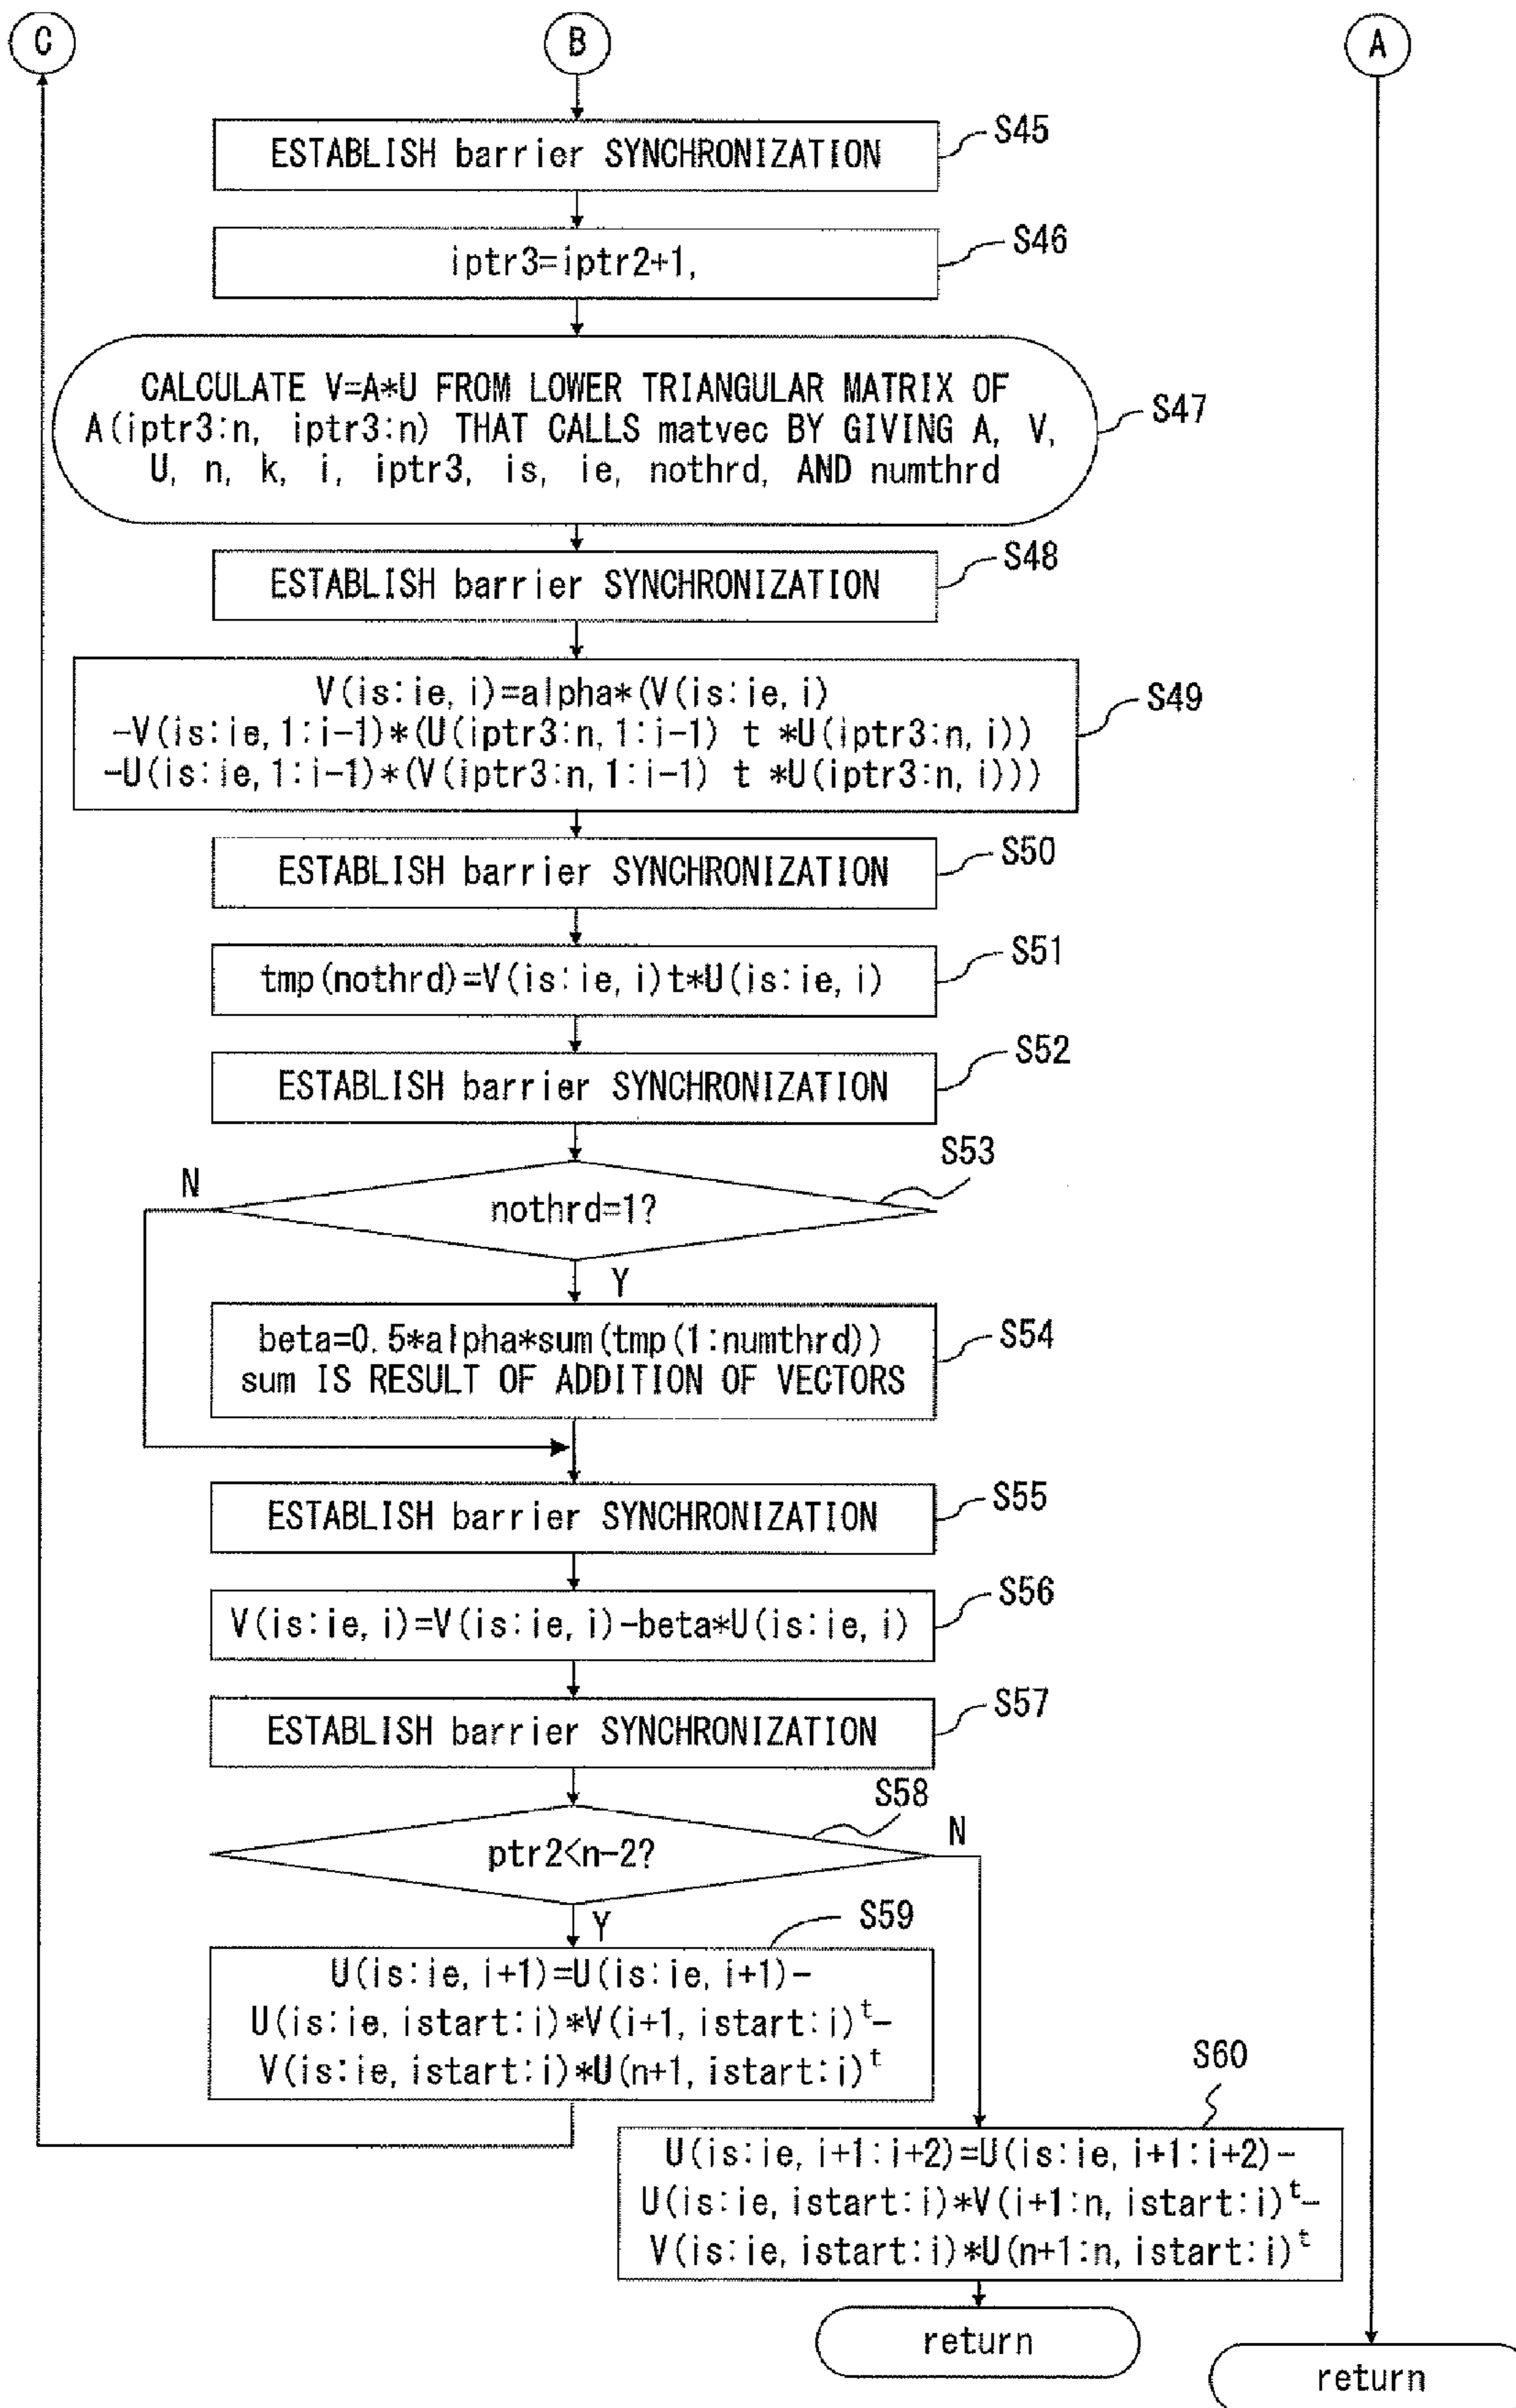 C
B
A
ESTABLISH barrier SYNCHRONIZATION
S45
iptr3=iptr2+1,
S46
CALCULATE V=A*U FROM LOWER TRIANGULAR MATRIX OF
A(iptr3:n, iptr3:n) THAT CALLS matvec BY GIVING A, V,
U, n, k, i, iptr3, is, ie, nothrd, AND numthrd
S47
ESTABLISH barrier SYNCHRONIZATION
S48
V(is:ie, i)=alpha*(V(is:ie, i)
-V(is:ie, 1:i-1)*(U(iptr3:n, 1:i-1) t *U(iptr3:n, i))
-U(is:ie, 1:i-1)*(V(iptr3:n, 1:i-1) t *U(iptr3:n, i)))
S49
ESTABLISH barrier SYNCHRONIZATION
S50
tmp(nothrd)=V(is:ie, i)t*U(is:ie, i)
S51
ESTABLISH barrier SYNCHRONIZATION
S52
S53
N
nothrd=1?
Y
beta=0.5*alpha*sum(tmp(1:numthrd))
sum IS RESULT OF ADDITION OF VECTORS
S54
ESTABLISH barrier SYNCHRONIZATION
S55
V(is:ie, i)=V(is:ie, i)-beta*U(is:ie, i)
S56
ESTABLISH barrier SYNCHRONIZATION
S57
S58
ptr2<n-2?
N
Y
S59
U(is:ie, i+1)=U(is:ie, i+1)-
U(is:ie, istart:i)*V(i+1, istart:i)^t-
V(is:ie, istart:i)*U(n+1, istart:i)^t
S60
U(is:ie, i+1:i+2)=U(is:ie, i+1:i+2)-
U(is:ie, istart:i)*V(i+1:n, istart:i)^t-
V(is:ie, istart:i)*U(n+1:n, istart:i)^t
return
return